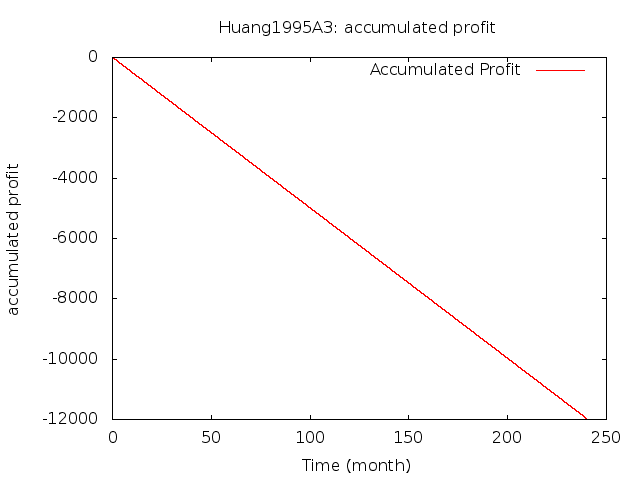 Huang1995A3: accumulated profit
Accumulated Profit
0
-2000
-4000
-6000
-8000
-10000
-12000
accumulated profit
0 50 100 150 200 250
Time (month)